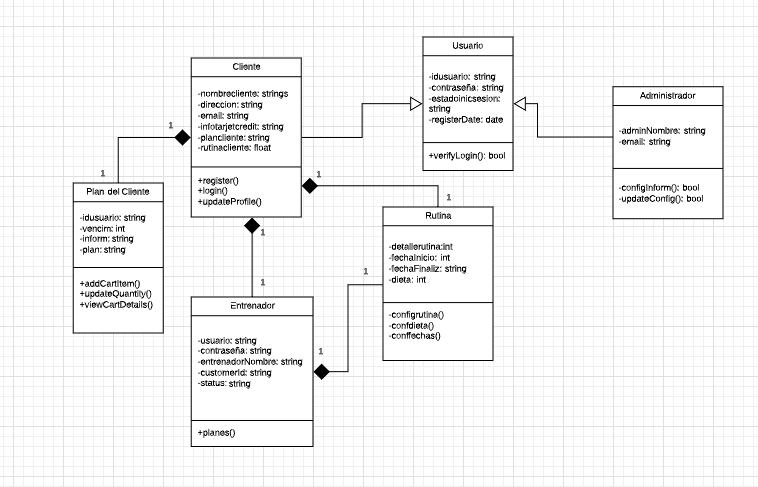 Usuario
-idusuario: string
-contraseña: string
-estadoinicsesion:
string
-registerDate: date
+verifyLogin(): bool
Cliente
-nombrecliente: strings
-direccion: string
-email: string
-infotarjetcredit: string
-plancliente: string
-rutinacliente: float
+register()
+login()
+updateProfile()
Administrador
-adminNombre: string
-email: string
-configInform(): bool
-updateConfig(): bool
1
1
Plan del Cliente
-idusuario: string
-vencim: int
-inform: string
-plan: string
+addCartItem()
+updateQuantity()
+viewCartDetails()
1
1
Rutina
-detallerutina:int
-fechaInicio: int
-fechaFinaliz: string
-dieta: int
-configrutina()
-confdieta()
-conffechas()
1
1
Entrenador
-usuario: string
-contraseña: string
-entrenadorNombre: string
-customerId: string
-status: string
+planes()
1
1